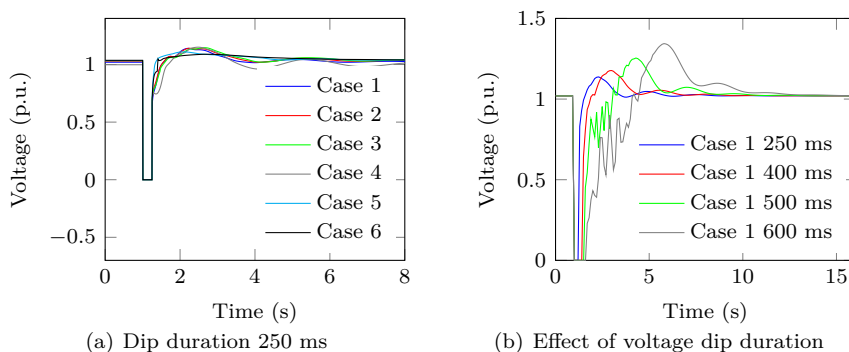 1
0.5
0
−0.5
Voltage (p.u.)
0 2 4 6 8
Time (s)
Case 1
Case 2
Case 3
Case 4
Case 5
Case 6
(a) Dip duration 250 ms
1.5
1
0.5
0
Voltage (p.u.)
0 5 10 15
Time (s)
Case 1 250 ms
Case 1 400 ms
Case 1 500 ms
Case 1 600 ms
(b) Effect of voltage dip duration